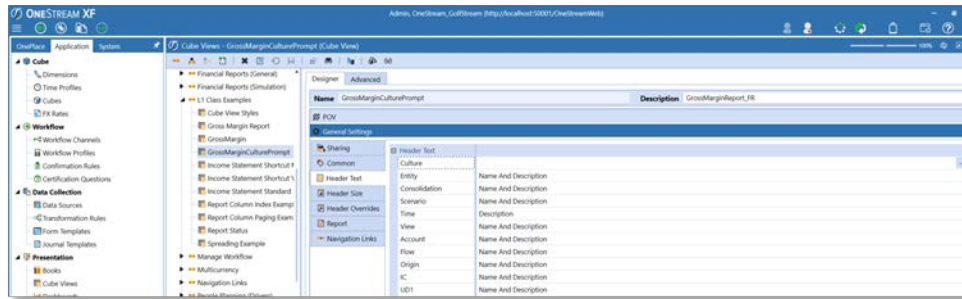 ONESTREAM XF
Admin, OneStream_GolfStream (http://localhost:50001/OneStreamWeb)
OnePlace Application System
Cube Views - GrossMarginCulturePrompt (Cube View)
100%
Cube
Dimensions
Time Profiles
Cubes
FX Rates
Workflow
Workflow Channels
Workflow Profiles
Confirmation Rules
Certification Questions
Data Collection
Data Sources
Transformation Rules
Form Templates
Journal Templates
Presentation
Books
Cube Views
Financial Reports (General)
Financial Reports (Simulation)
L1 Class Examples
Cube View Styles
Gross Margin Report
GrossMargin
GrossMarginCulturePrompt
Income Statement Shortcut
Income Statement Shortcut
Income Statement Standard
Report Column Index Exampl
Report Column Paging Exam
Report Status
Spreading Example
Manage Workflow
Multicurrency
Navigation Links
People Planning (Drivers)
Designer Advanced
Name GrossMarginCulturePrompt Description GrossMarginReport_FR
POV
General Settings
Sharing
Common
Header Text
Header Size
Header Overrides
Report
Navigation Links
Header Text
Culture
Entity Name And Description
Consolidation Name And Description
Scenario Name And Description
Time Description
View Name And Description
Account Name And Description
Flow Name And Description
Origin Name And Description
IC Name And Description
UD1 Name And Description